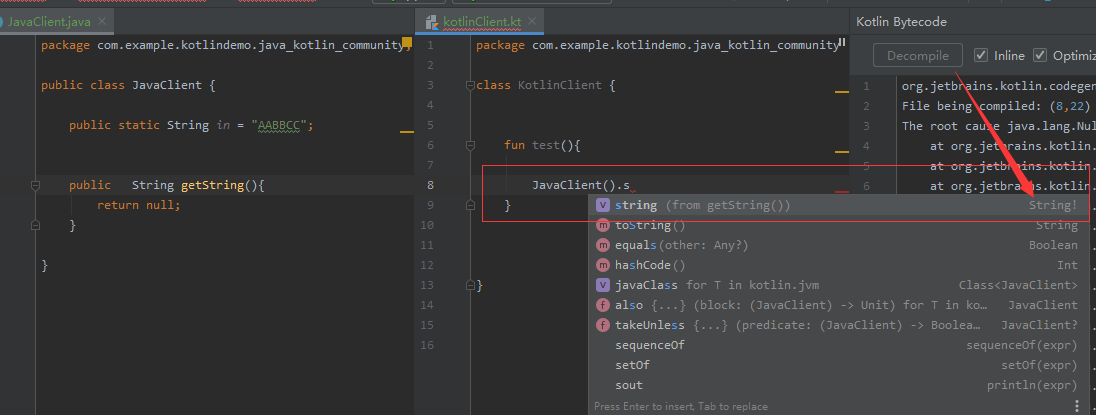 JavaClient.java
package com.example.kotlindemo.java_kotlin_community
public class JavaClient {
public static String in = "AABBCC";
public String getString(){
return null;
}
}
kotlinClient.kt
1 package com.example.kotlindemo.java_kotlin_community
2
3 class KotlinClient {
4
5
6 fun test(){
7
8 JavaClient().s
9 }
10
11
12
13 }
14
15
16
string (from getString()) String!
toString() String
equals(other: Any?) Boolean
hashCode() Int
javaClass for T in kotlin.jvm Class<JavaClient>
also {...} (block: (JavaClient) -> Unit) for T in ko... JavaClient
takeUnless {...} (predicate: (JavaClient) -> Boolea... JavaClient?
sequenceOf sequenceOf(expr)
setOf setOf(expr)
sout println(expr)
Press Enter to insert, Tab to replace
Kotlin Bytecode
Decompile Inline Optimiz
1 org.jetbrains.kotlin.codegen
2 File being compiled: (8,22)
3 The root cause java.lang.Nul
4 at org.jetbrains.kotlin.
5 at org.jetbrains.kotlin.
6 at org.jetbrains.kotlin.